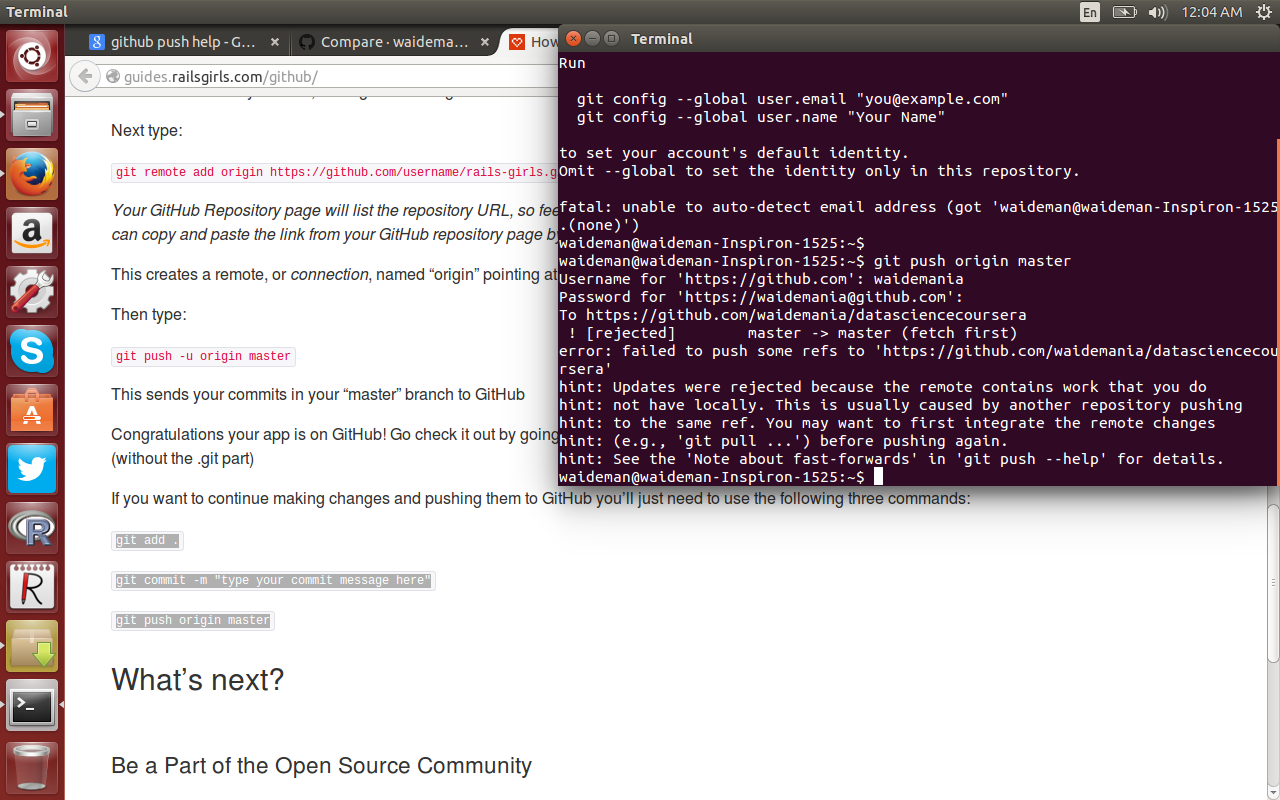 Terminal
En
12:04 AM
github push help - G...
Compare · waidema...
How
guides.railsgirls.com/github/
Next type:
git remote add origin https://github.com/username/rails-girls.g
Your GitHub Repository page will list the repository URL, so fee
can copy and paste the link from your GitHub repository page by
This creates a remote, or connection, named “origin” pointing at
Then type:
git push -u origin master
This sends your commits in your “master” branch to GitHub
Congratulations your app is on GitHub! Go check it out by going
(without the .git part)
If you want to continue making changes and pushing them to GitHub you’ll just need to use the following three commands:
git add .
git commit -m "type your commit message here"
git push origin master
What’s next?
Be a Part of the Open Source Community
Terminal
Run
git config --global user.email "you@example.com"
git config --global user.name "Your Name"
to set your account's default identity.
Omit --global to set the identity only in this repository.
fatal: unable to auto-detect email address (got 'waideman@waideman-Inspiron-1525
.(none)')
waideman@waideman-Inspiron-1525:~$
waideman@waideman-Inspiron-1525:~$ git push origin master
Username for 'https://github.com': waidemania
Password for 'https://waidemania@github.com':
To https://github.com/waidemania/datasciencecoursera
! [rejected]        master -> master (fetch first)
error: failed to push some refs to 'https://github.com/waidemania/datasciencecou
rsera'
hint: Updates were rejected because the remote contains work that you do
hint: not have locally. This is usually caused by another repository pushing
hint: to the same ref. You may want to first integrate the remote changes
hint: (e.g., 'git pull ...') before pushing again.
hint: See the 'Note about fast-forwards' in 'git push --help' for details.
waideman@waideman-Inspiron-1525:~$